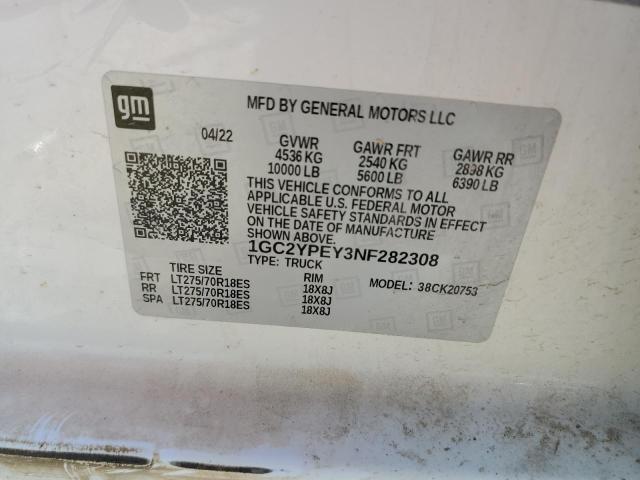 gm
MFD BY GENERAL MOTORS LLC
04/22
GVWR GAWR FRT GAWR RR
4536 KG 2540 KG 2898 KG
10000 LB 5600 LB 6390 LB
THIS VEHICLE CONFORMS TO ALL
APPLICABLE U.S. FEDERAL MOTOR
VEHICLE SAFETY STANDARDS IN EFFECT
ON THE DATE OF MANUFACTURE
SHOWN ABOVE.
1GC2YPEY3NF282308
TYPE: TRUCK
MODEL: 38CK20753
TIRE SIZE RIM
FRT LT275/70R18ES 18X8J
RR LT275/70R18ES 18X8J
SPA LT275/70R18ES 18X8J